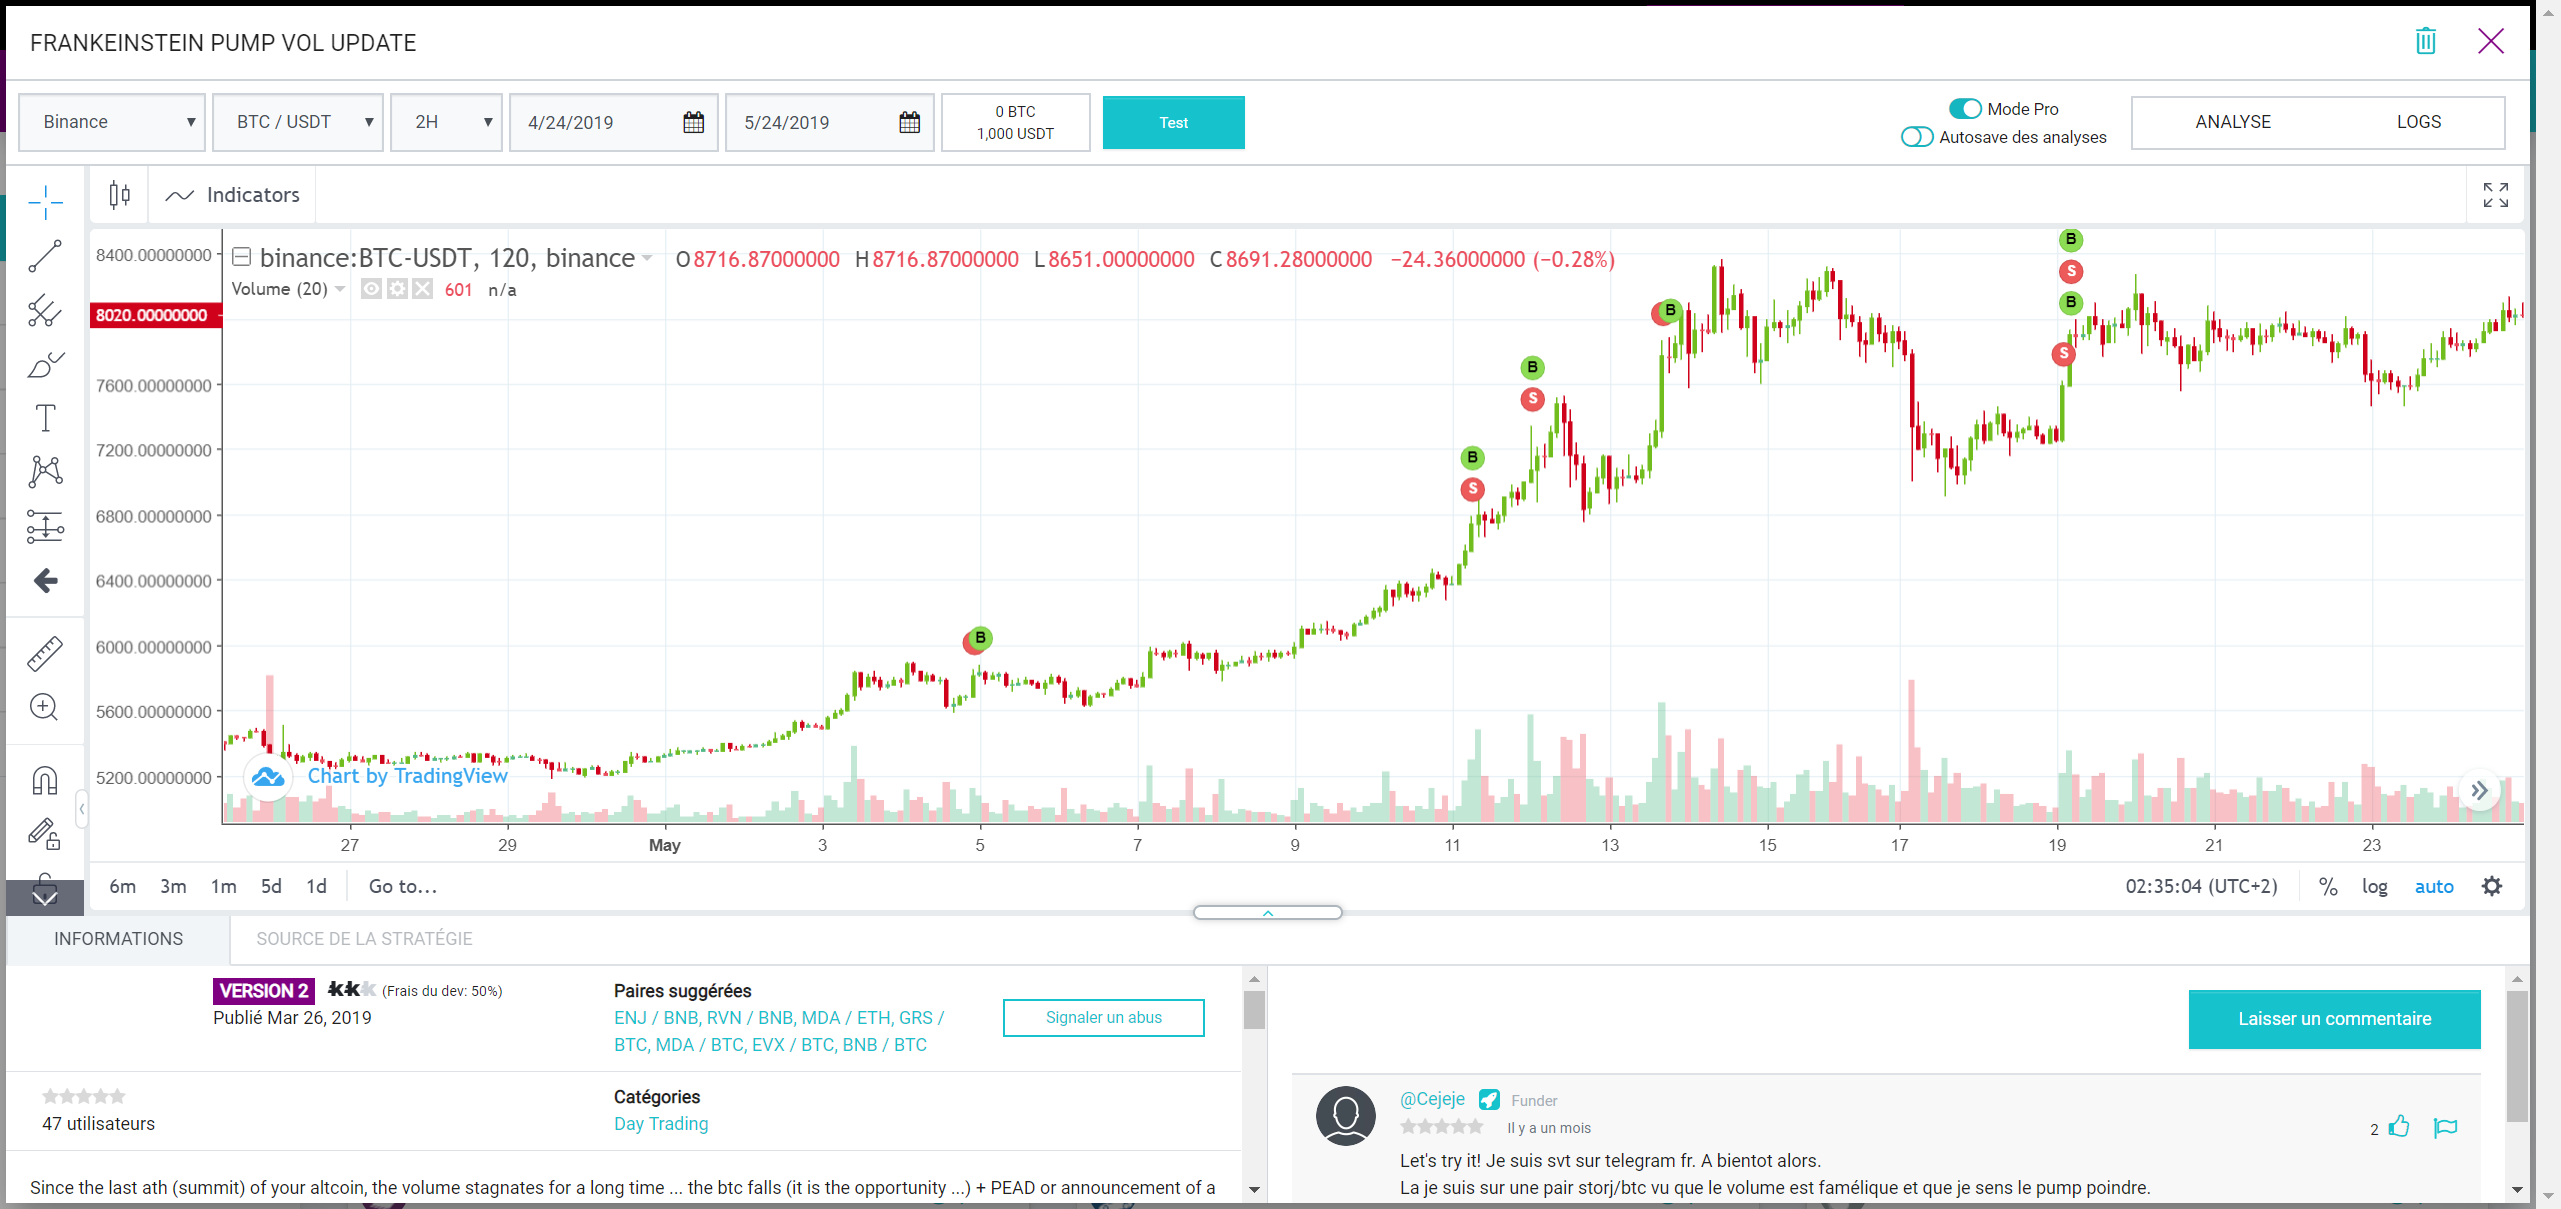 FRANKEINSTEIN PUMP VOL UPDATE
Binance
BTC / USDT
2H
4/24/2019
5/24/2019
0 BTC
1,000 USDT
Test
Mode Pro
Autosave des analyses
ANALYSE
LOGS
Indicators
binance:BTC-USDT, 120, binance O8716.87000000 H8716.87000000 L8651.00000000 C8691.28000000 −24.36000000 (−0.28%)
Volume (20) 601 n/a
8400.00000000
8020.00000000
7600.00000000
7200.00000000
6800.00000000
6400.00000000
6000.00000000
5600.00000000
5200.00000000
B
S
B
S
B
B
S
B
S
B
Chart by TradingView
27 29 May 3 5 7 9 11 13 15 17 19 21 23
6m 3m 1m 5d 1d Go to...
02:35:04 (UTC+2) % log auto
INFORMATIONS
SOURCE DE LA STRATÉGIE
VERSION 2 (Frais du dev: 50%)
Publié Mar 26, 2019
Paires suggérées
ENJ / BNB, RVN / BNB, MDA / ETH, GRS /
BTC, MDA / BTC, EVX / BTC, BNB / BTC
Signaler un abus
47 utilisateurs
Catégories
Day Trading
Since the last ath (summit) of your altcoin, the volume stagnates for a long time ... the btc falls (it is the opportunity ...) + PEAD or announcement of a
Laisser un commentaire
@Cejeje Funder
Il y a un mois
2
Let's try it! Je suis svt sur telegram fr. A bientot alors.
La je suis sur une pair storj/btc vu que le volume est famélique et que je sens le pump poindre.